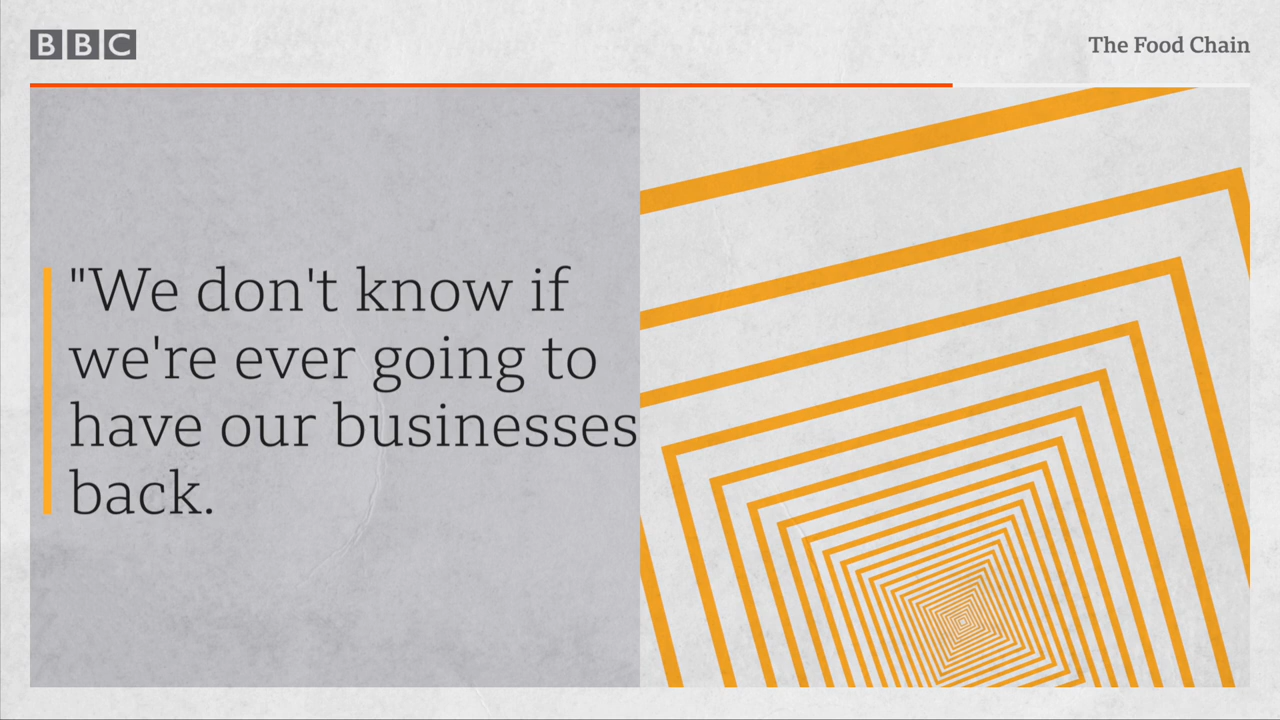 BBC
The Food Chain
"We don't know if
we're ever going to
have our businesses
back.